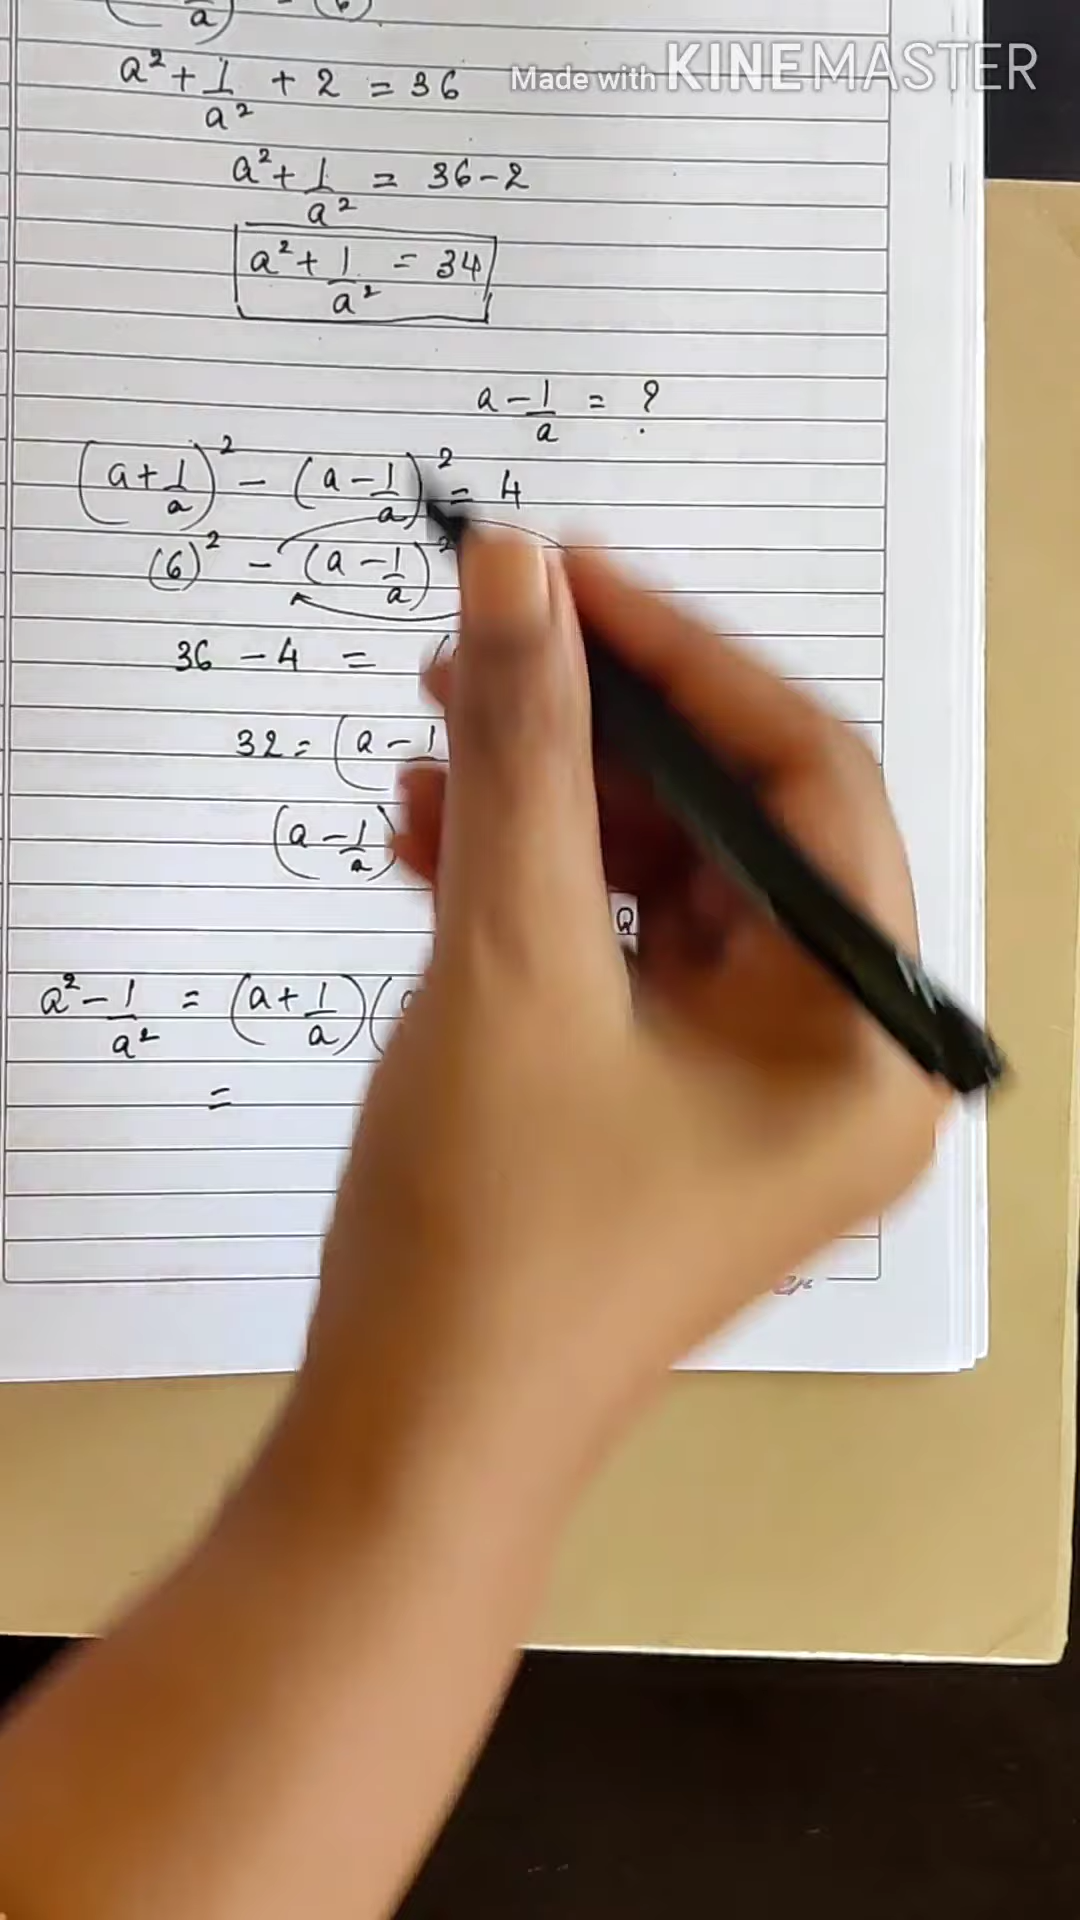 a² + 1/a² + 2 = 36
Made with KINEMASTER
a² + 1/a² = 36 - 2
a² + 1/a² = 34
a - 1/a = ?
(a + 1/a)² - (a - 1/a)² = 4
(6)² - (a - 1/a)²
36 - 4 =
32 = (a - 1
(a - 1/a)
Q
a² - 1/a² = (a + 1/a)(
=